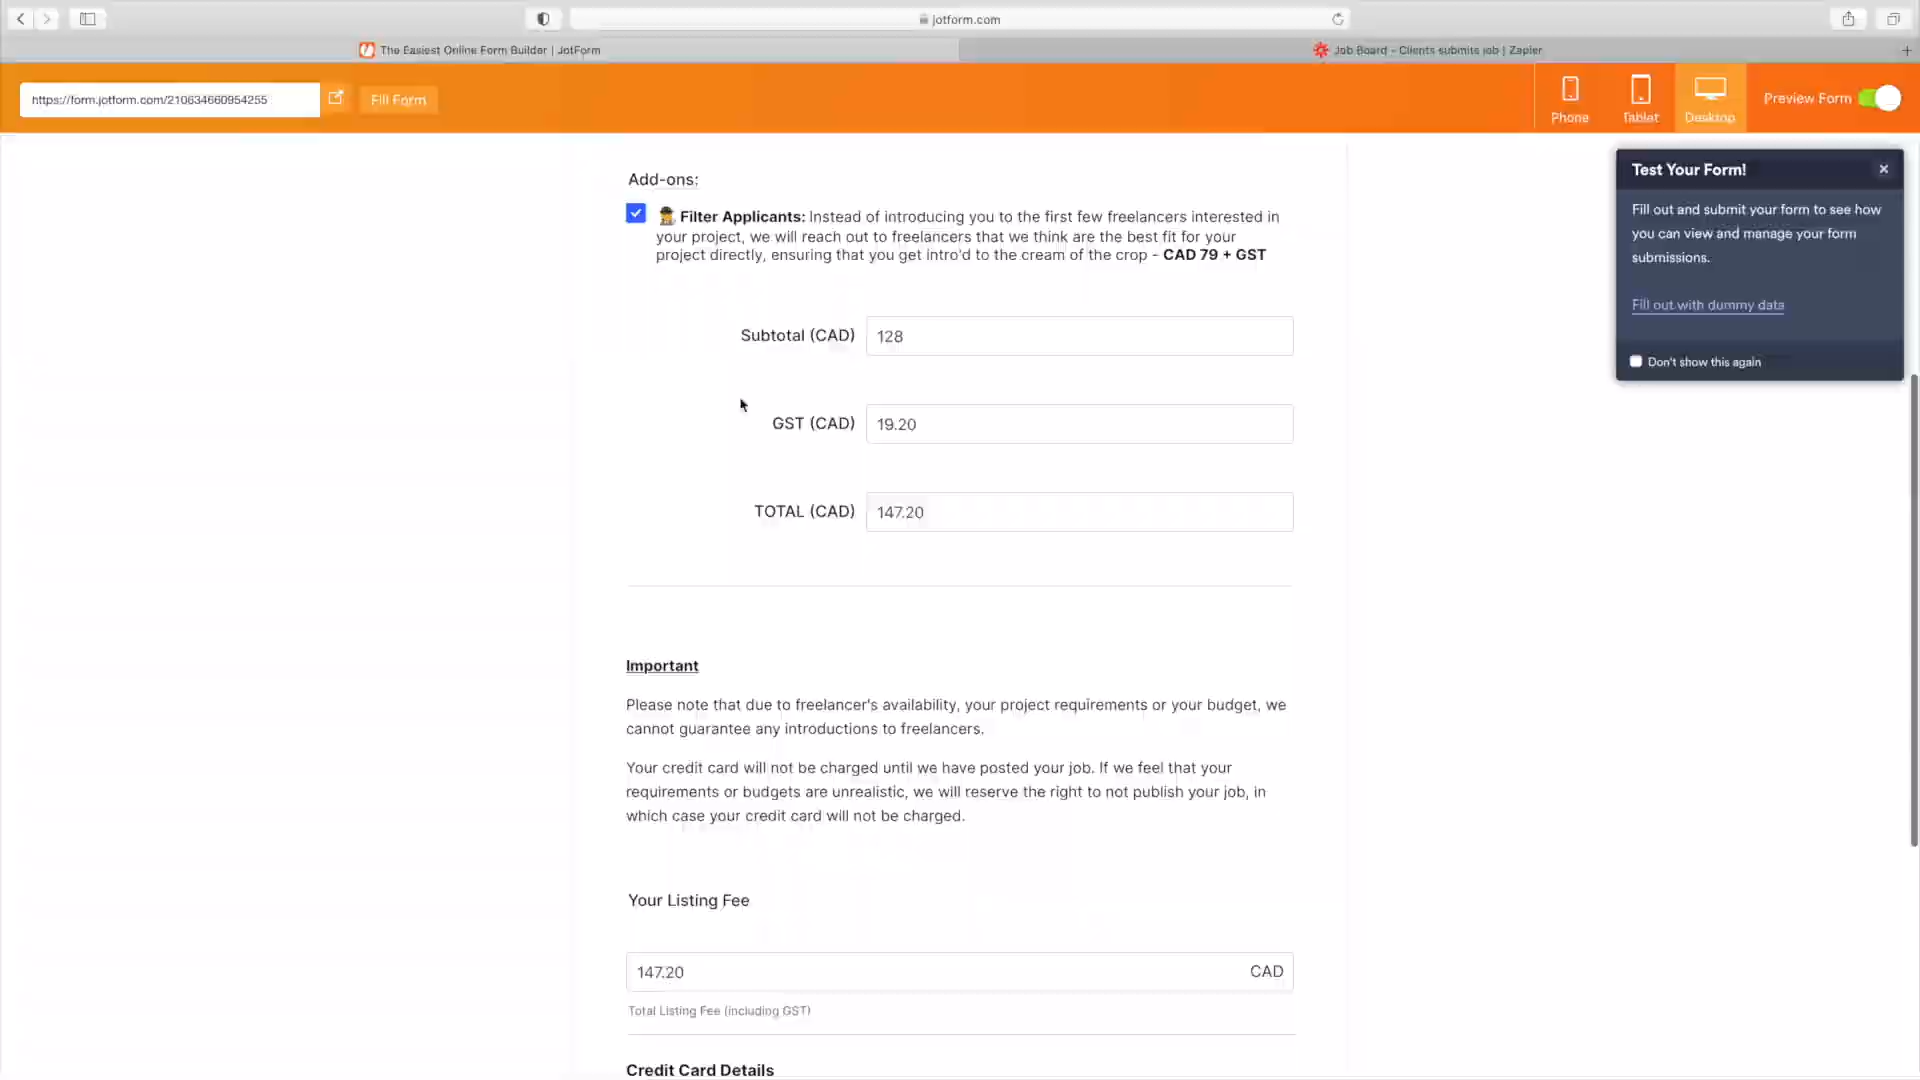 jotform.com
The Easiest Online Form Builder | JotForm
Job Board - Clients submits job | Zapier
https://form.jotform.com/210634660954255
Fill Form
Phone
Tablet
Desktop
Preview Form
Add-ons:
Filter Applicants: Instead of introducing you to the first few freelancers interested in
your project, we will reach out to freelancers that we think are the best fit for your
project directly, ensuring that you get intro'd to the cream of the crop - CAD 79 + GST
Subtotal (CAD)
128
GST (CAD)
19.20
TOTAL (CAD)
147.20
Important
Please note that due to freelancer's availability, your project requirements or your budget, we
cannot guarantee any introductions to freelancers.
Your credit card will not be charged until we have posted your job. If we feel that your
requirements or budgets are unrealistic, we will reserve the right to not publish your job, in
which case your credit card will not be charged.
Your Listing Fee
147.20
CAD
Total Listing Fee (including GST)
Credit Card Details
Test Your Form!
Fill out and submit your form to see how
you can view and manage your form
submissions.
Fill out with dummy data
Don't show this again